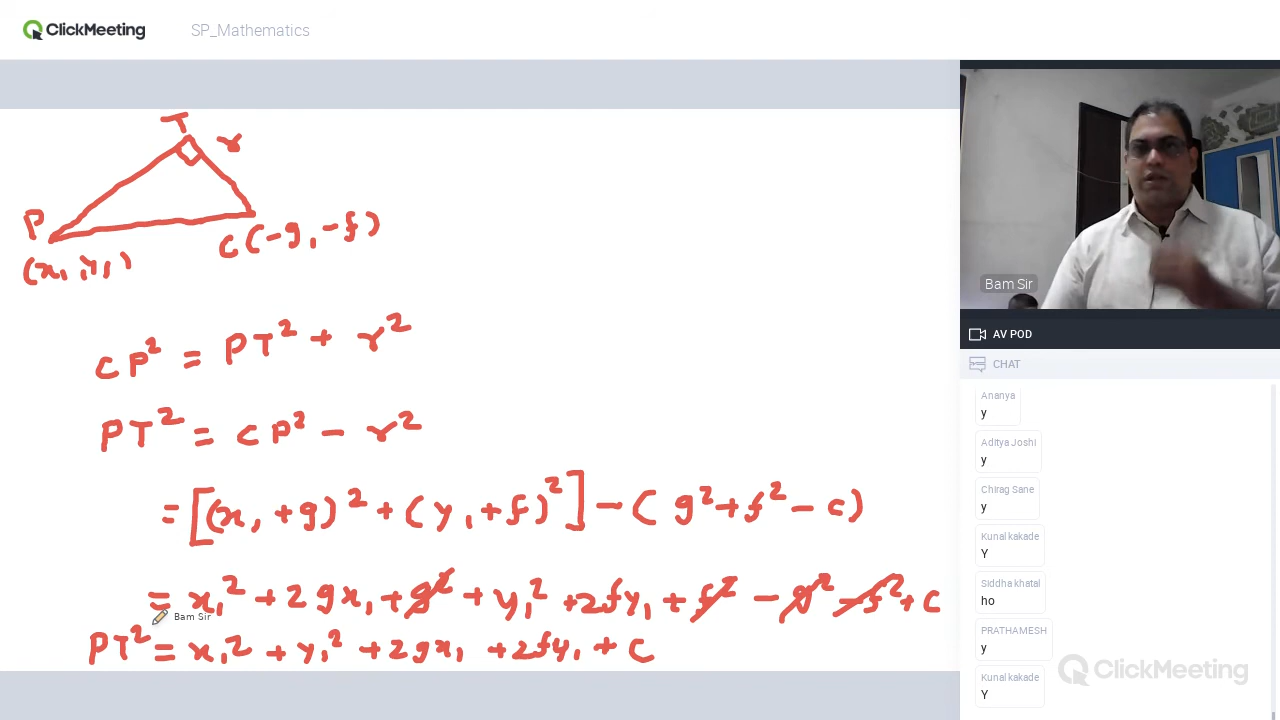 ClickMeeting
SP_Mathematics
T
r
P
C(-g, -f)
(x₁, y₁)
CP² = PT² + r²
PT² = CP² - r²
= [(x₁ + g)² + (y₁ + f)²] - (g² + f² - c)
= x₁² + 2gx₁ + g² + y₁² + 2fy₁ + f² - g² - f² + c
Bam Sir
PT² = x₁² + y₁² + 2gx₁ + 2fy₁ + c
Bam Sir
AV POD
CHAT
Ananya
y
Aditya Joshi
y
Chirag Sane
y
Kunal kakade
Y
Siddha khatal
ho
PRATHAMESH
y
Kunal kakade
Y
ClickMeeting